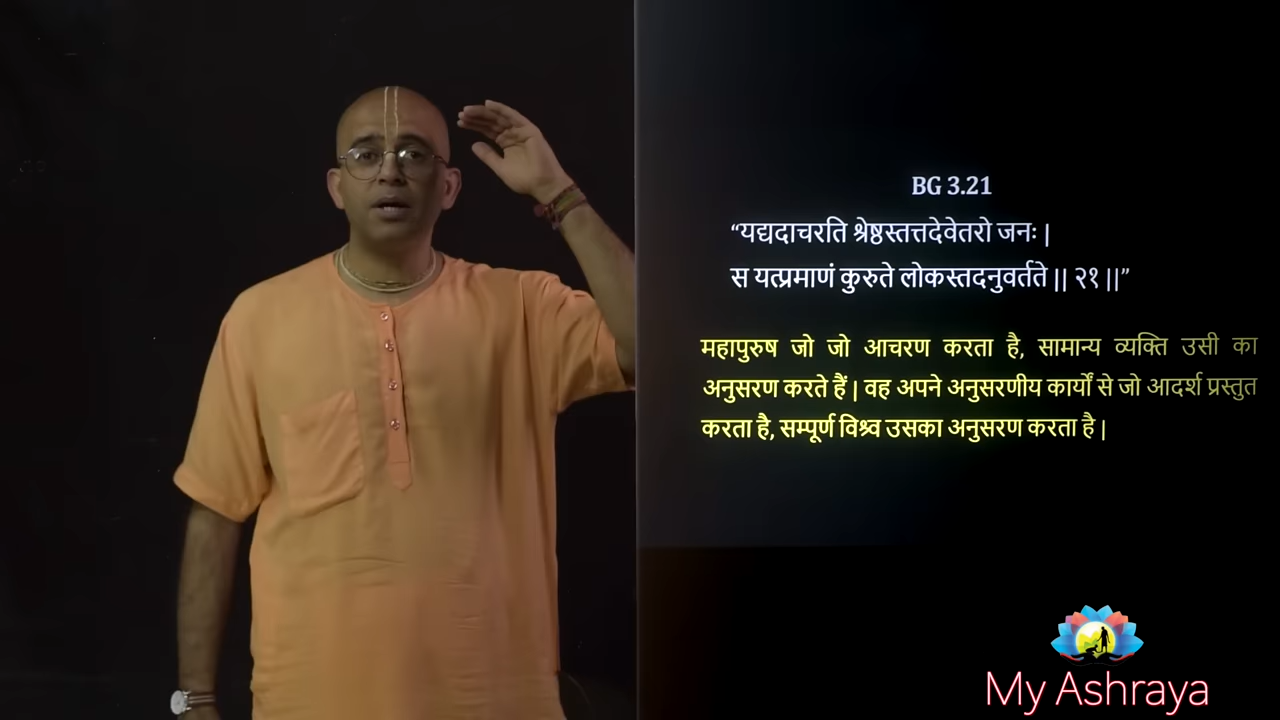 BG 3.21
“यद्यदाचरति श्रेष्ठस्तत्तदेवेतरो जनः |
स यत्प्रमाणं कुरुते लोकस्तदनुवर्तते || २१ ||”
महापुरुष जो जो आचरण करता है, सामान्य व्यक्ति उसी का
अनुसरण करते हैं | वह अपने अनुसरणीय कार्यों से जो आदर्श प्रस्तुत
करता है, सम्पूर्ण विश्र्व उसका अनुसरण करता है |
My Ashraya